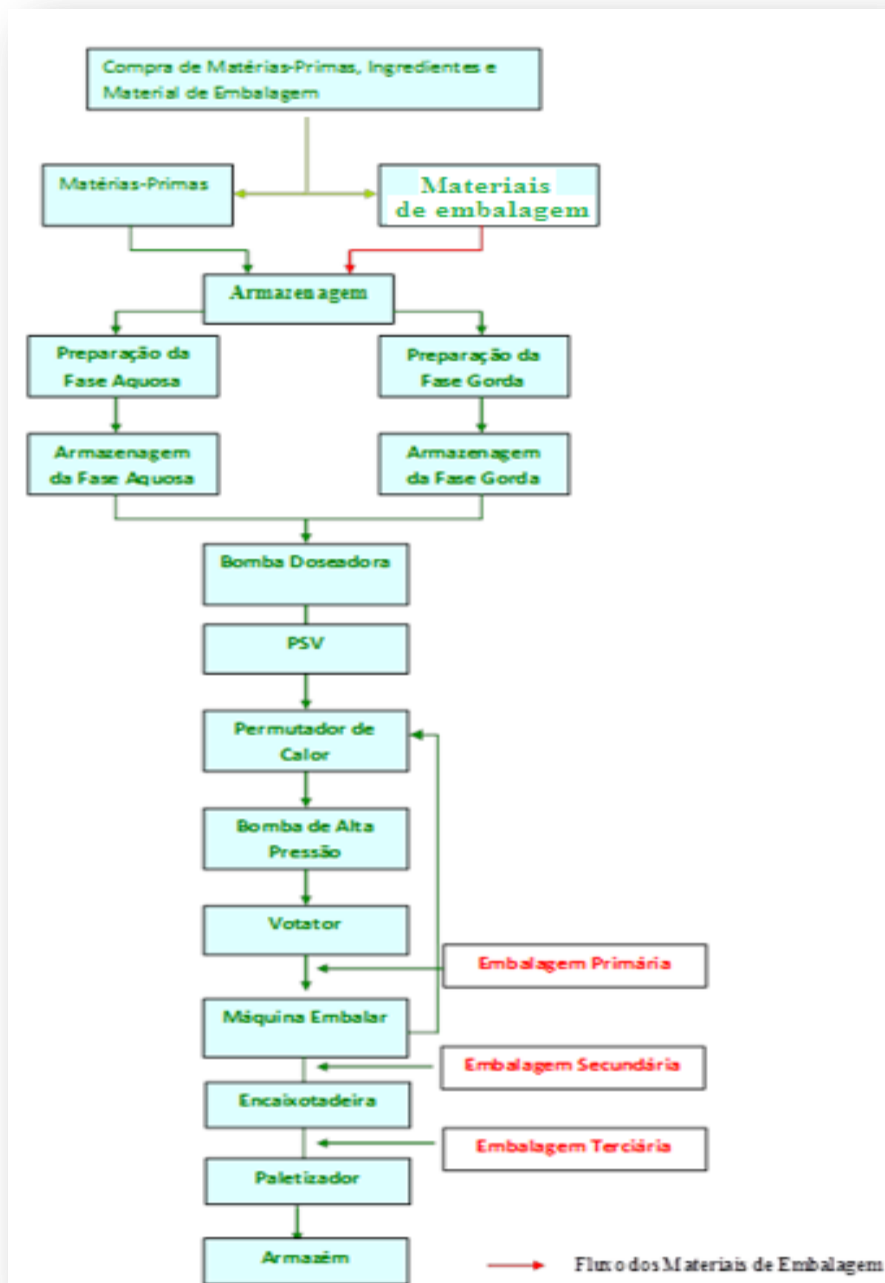 Compra de Matérias-Primas, Ingredientes e
Material de Embalagem
Matérias-Primas
Materiais
de embalagem
Armazenagem
Preparação da
Fase Aquosa
Preparação da
Fase Gorda
Armazenagem
da Fase Aquosa
Armazenagem
da Fase Gorda
Bomba Doseadora
PSV
Permutador de
Calor
Bomba de Alta
Pressão
Votator
Embalagem Primária
Máquina Embalar
Embalagem Secundária
Encaixotadeira
Embalagem Terciária
Paletizador
Armazém
Fluxo dos Materiais de Embalagem